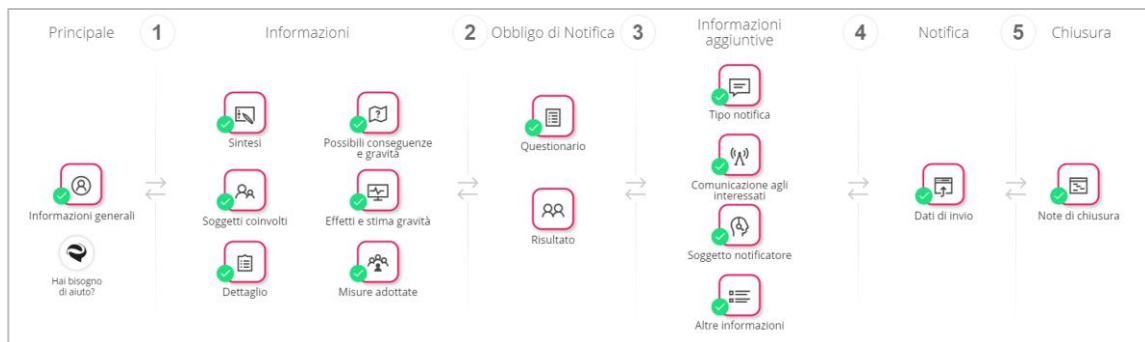 Principale
1
Informazioni
2
Obbligo di Notifica
3
Informazioni
aggiuntive
4
Notifica
5
Chiusura
Informazioni generali
Hai bisogno
di aiuto?
Sintesi
Possibili conseguenze
e gravità
Soggetti coinvolti
Effetti e stima gravità
Dettaglio
Misure adottate
Questionario
Risultato
Tipo notifica
Comunicazione agli
interessati
Soggetto notificatore
Altre informazioni
Dati di invio
Note di chiusura